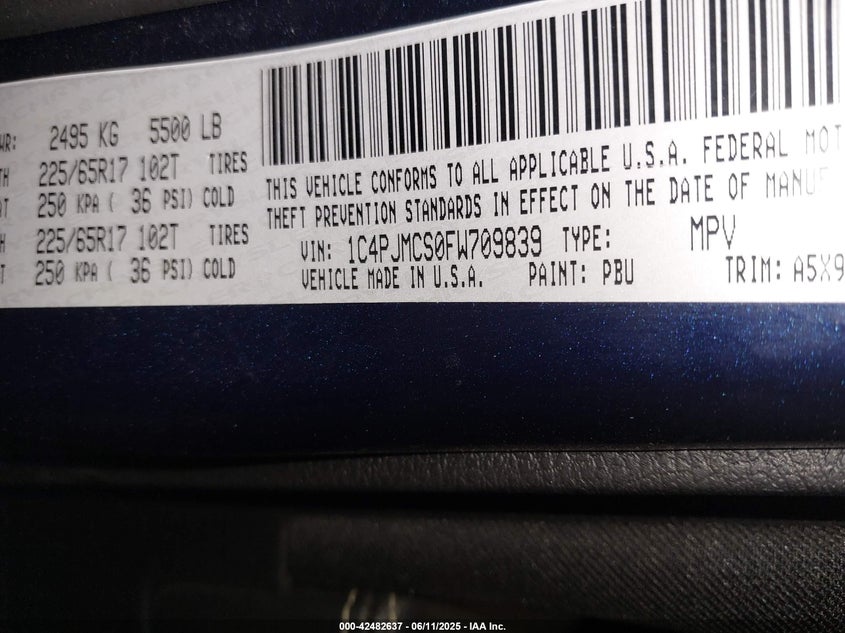 WR: 2495 KG 5500 LB
TH 225/65R17 102T TIRES
OT 250 KPA ( 36 PSI) COLD
H 225/65R17 102T TIRES
T 250 KPA ( 36 PSI) COLD
THIS VEHICLE CONFORMS TO ALL APPLICABLE U.S.A. FEDERAL MOT
THEFT PREVENTION STANDARDS IN EFFECT ON THE DATE OF MANUF
VIN: 1C4PJMCS0FW709839 TYPE: MPV
VEHICLE MADE IN U.S.A. PAINT: PBU TRIM: A5X9
000-42482637 - 06/11/2025 - IAA Inc.